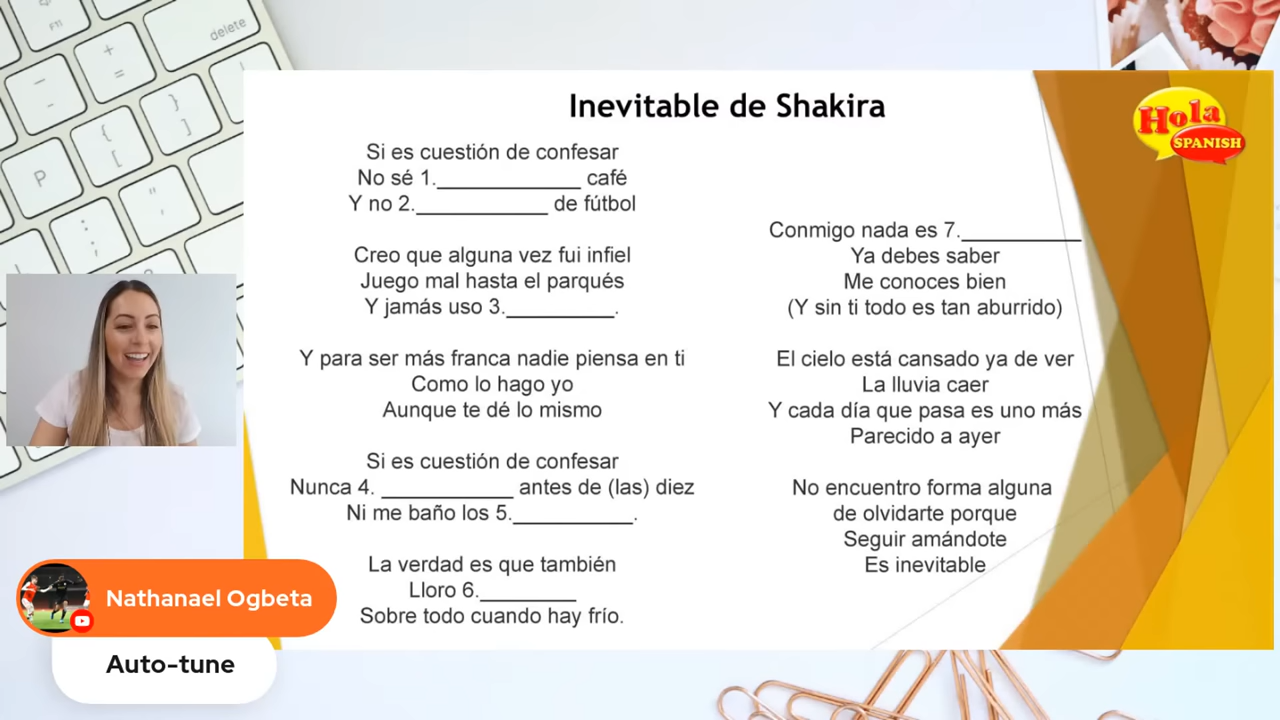 F11
delete
+
=
-
}
]
{
[
P
"
'
:
;
Inevitable de Shakira
Hola
SPANISH
Si es cuestión de confesar
No sé 1.____________ café
Y no 2.___________ de fútbol
Creo que alguna vez fui infiel
Juego mal hasta el parqués
Y jamás uso 3._________.
Y para ser más franca nadie piensa en ti
Como lo hago yo
Aunque te dé lo mismo
Si es cuestión de confesar
Nunca 4. ___________ antes de (las) diez
Ni me baño los 5.__________.
La verdad es que también
Lloro 6.________
Sobre todo cuando hay frío.
Conmigo nada es 7.__________
Ya debes saber
Me conoces bien
(Y sin ti todo es tan aburrido)
El cielo está cansado ya de ver
La lluvia caer
Y cada día que pasa es uno más
Parecido a ayer
No encuentro forma alguna
de olvidarte porque
Seguir amándote
Es inevitable
Nathanael Ogbeta
Auto-tune